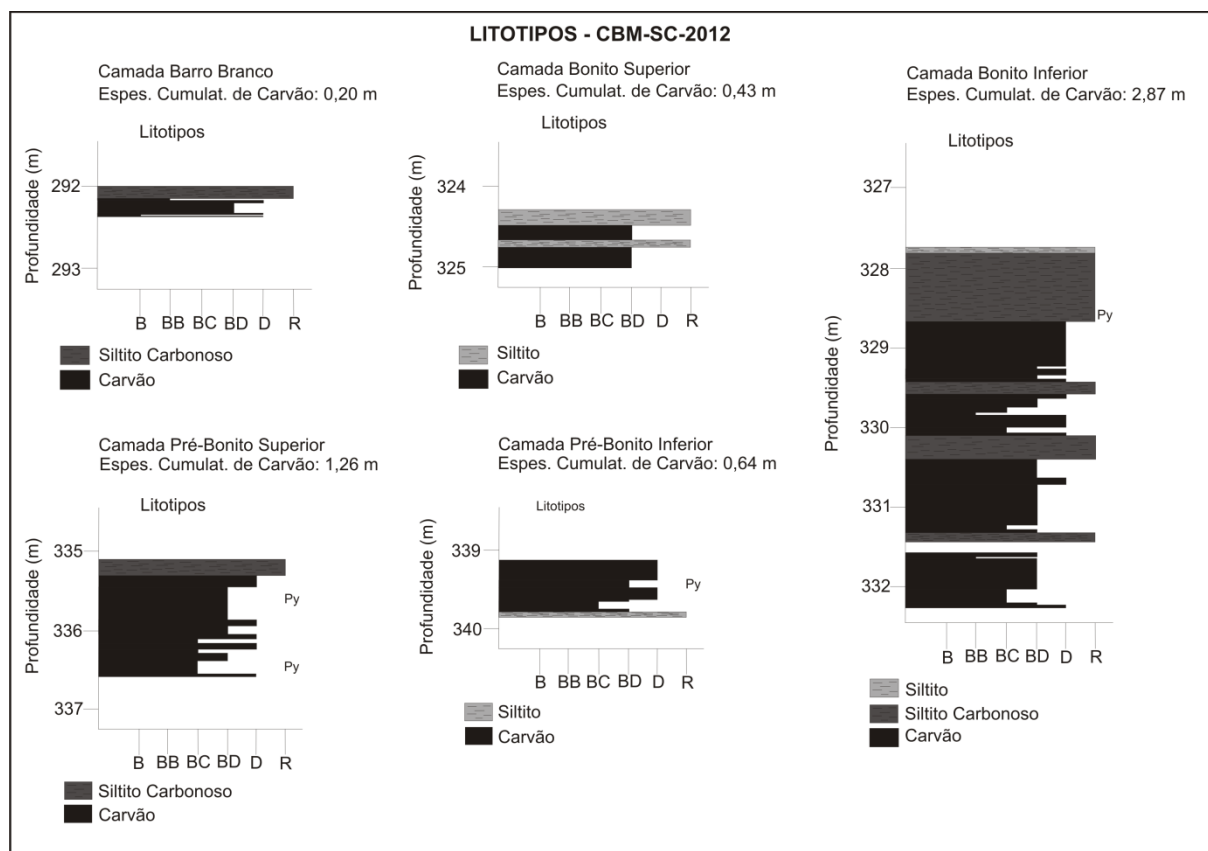 LITOTIPOS - CBM-SC-2012
Camada Barro Branco
Espes. Cumulat. de Carvão: 0,20 m
Litotipos
Profundidade (m)
292
293
B BB BC BD D R
Siltito Carbonoso
Carvão
Camada Bonito Superior
Espes. Cumulat. de Carvão: 0,43 m
Litotipos
Profundidade (m)
324
325
B BB BC BD D R
Siltito
Carvão
Camada Bonito Inferior
Espes. Cumulat. de Carvão: 2,87 m
Litotipos
Profundidade (m)
327
328
Py
329
330
331
332
B BB BC BD D R
Siltito
Siltito Carbonoso
Carvão
Camada Pré-Bonito Superior
Espes. Cumulat. de Carvão: 1,26 m
Litotipos
Profundidade (m)
335
Py
336
Py
337
B BB BC BD D R
Siltito Carbonoso
Carvão
Camada Pré-Bonito Inferior
Espes. Cumulat. de Carvão: 0,64 m
Litotipos
Profundidade (m)
339
Py
340
B BB BC BD D R
Siltito
Carvão